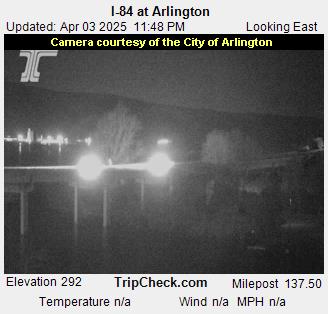 I-84 at Arlington
Updated: Apr 03 2025 11:48 PM Looking East
Camera courtesy of the City of Arlington
Elevation 292 TripCheck.com Milepost 137.50
Temperature n/a Wind n/a MPH n/a